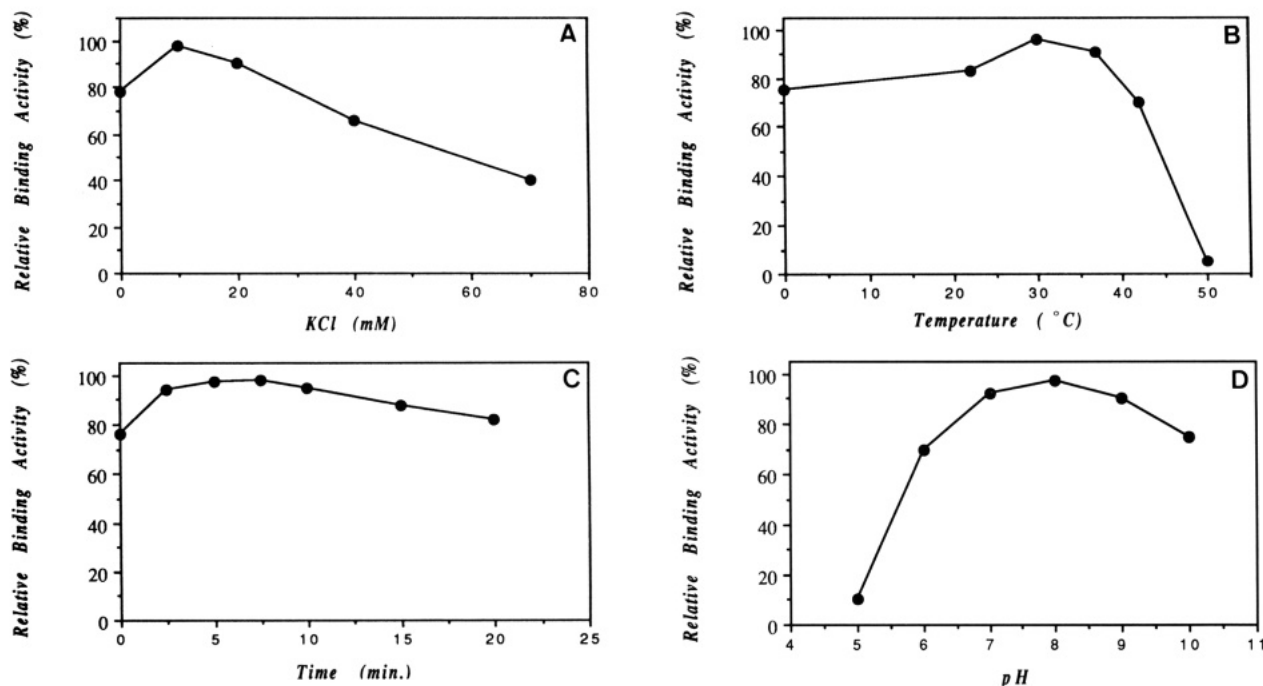 Relative Binding Activity (%)
A
100
80
60
40
20
0
0 20 40 60 80
KCl (mM)
Relative Binding Activity (%)
B
100
80
60
40
20
0
0 10 20 30 40 50
Temperature ( °C)
Relative Binding Activity (%)
C
100
80
60
40
20
0
0 5 10 15 20 25
Time (min.)
Relative Binding Activity (%)
D
100
80
60
40
20
0
4 5 6 7 8 9 10 11
pH